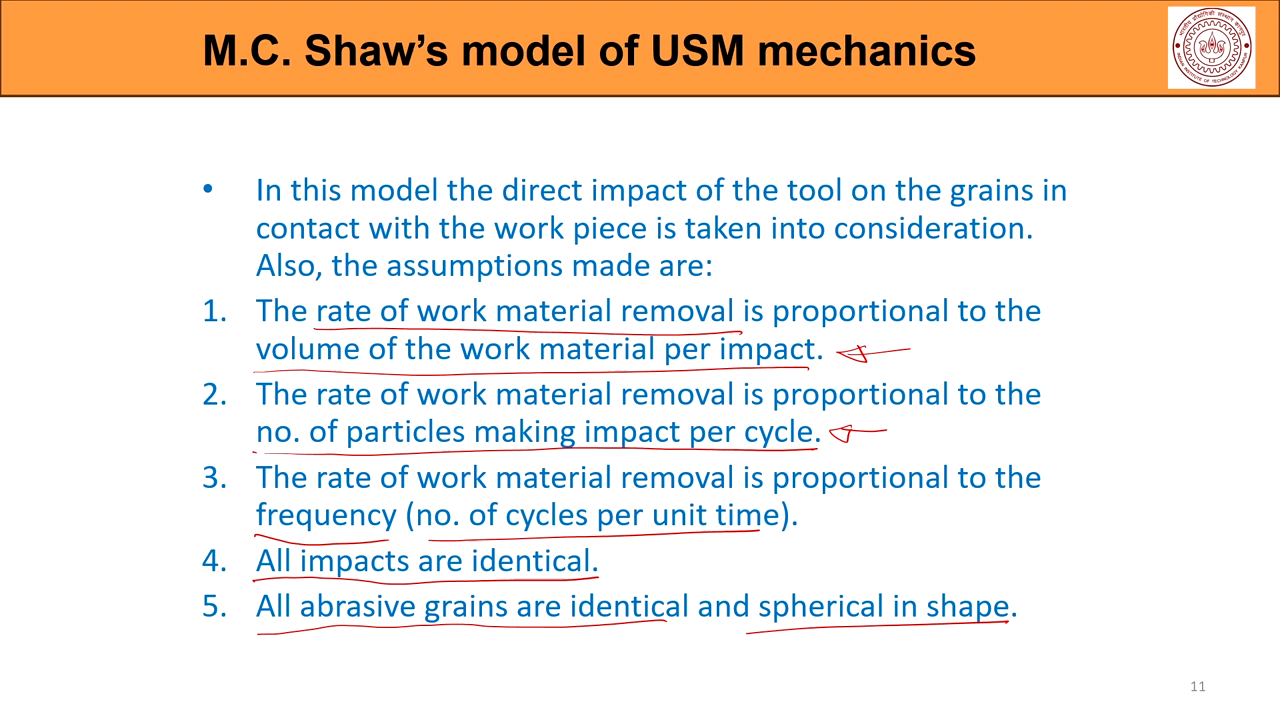 M.C. Shaw's model of USM mechanics
• In this model the direct impact of the tool on the grains in
contact with the work piece is taken into consideration.
Also, the assumptions made are:
1. The rate of work material removal is proportional to the
volume of the work material per impact.
2. The rate of work material removal is proportional to the
no. of particles making impact per cycle.
3. The rate of work material removal is proportional to the
frequency (no. of cycles per unit time).
4. All impacts are identical.
5. All abrasive grains are identical and spherical in shape.
11